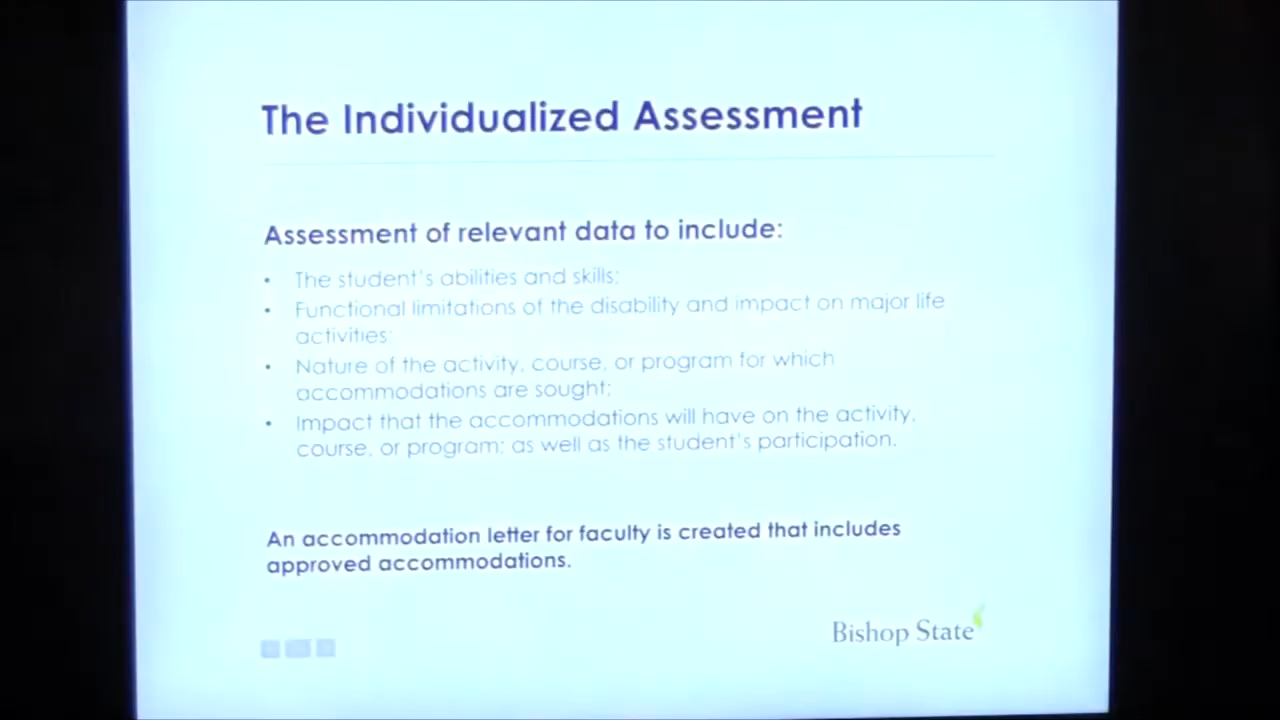 The Individualized Assessment
Assessment of relevant data to include:
• The student's abilities and skills;
• Functional limitations of the disability and impact on major life
activities;
• Nature of the activity, course, or program for which
accommodations are sought;
• Impact that the accommodations will have on the activity,
course, or program; as well as the student's participation.
An accommodation letter for faculty is created that includes
approved accommodations.
Bishop State